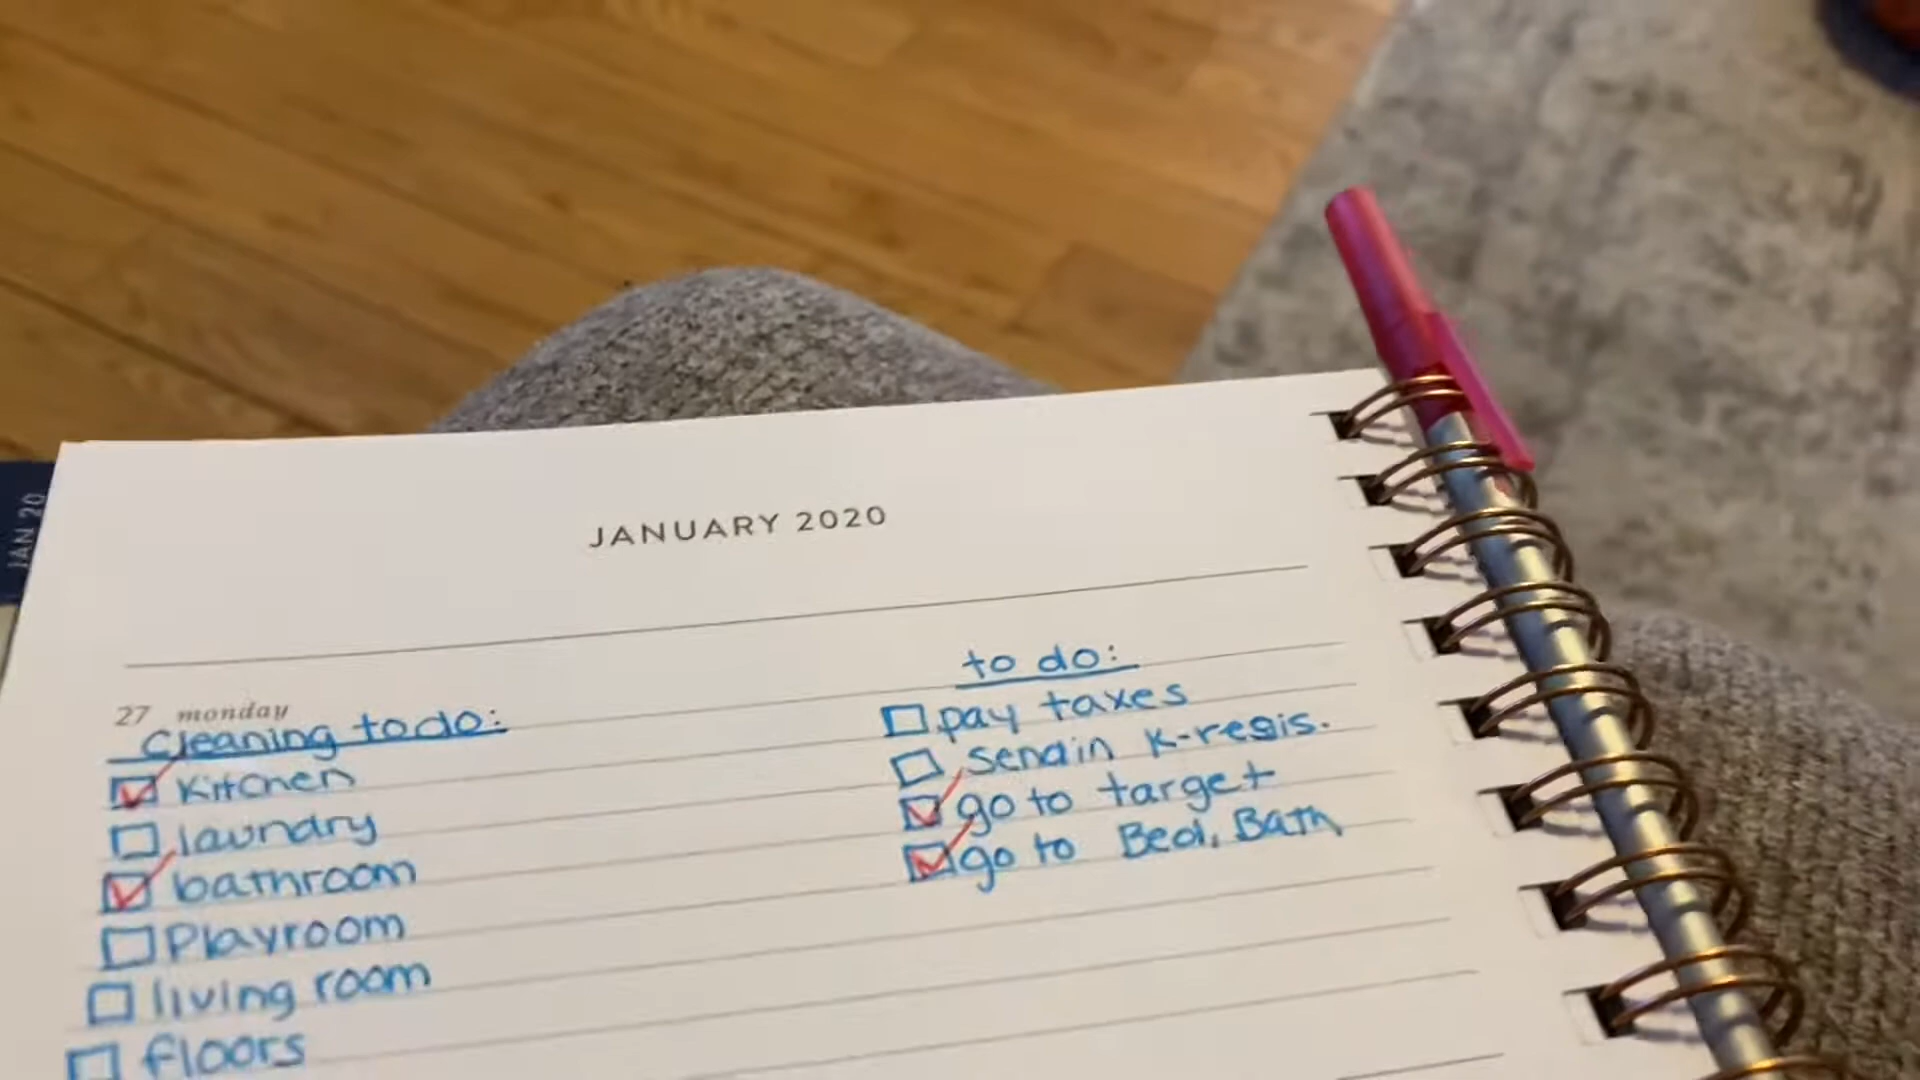 JAN 20
JANUARY 2020
27 monday
Cleaning to do:
Kitchen
laundry
bathroom
Playroom
living room
floors
to do:
pay taxes
send in K-regis.
go to target
go to Bed, Bath